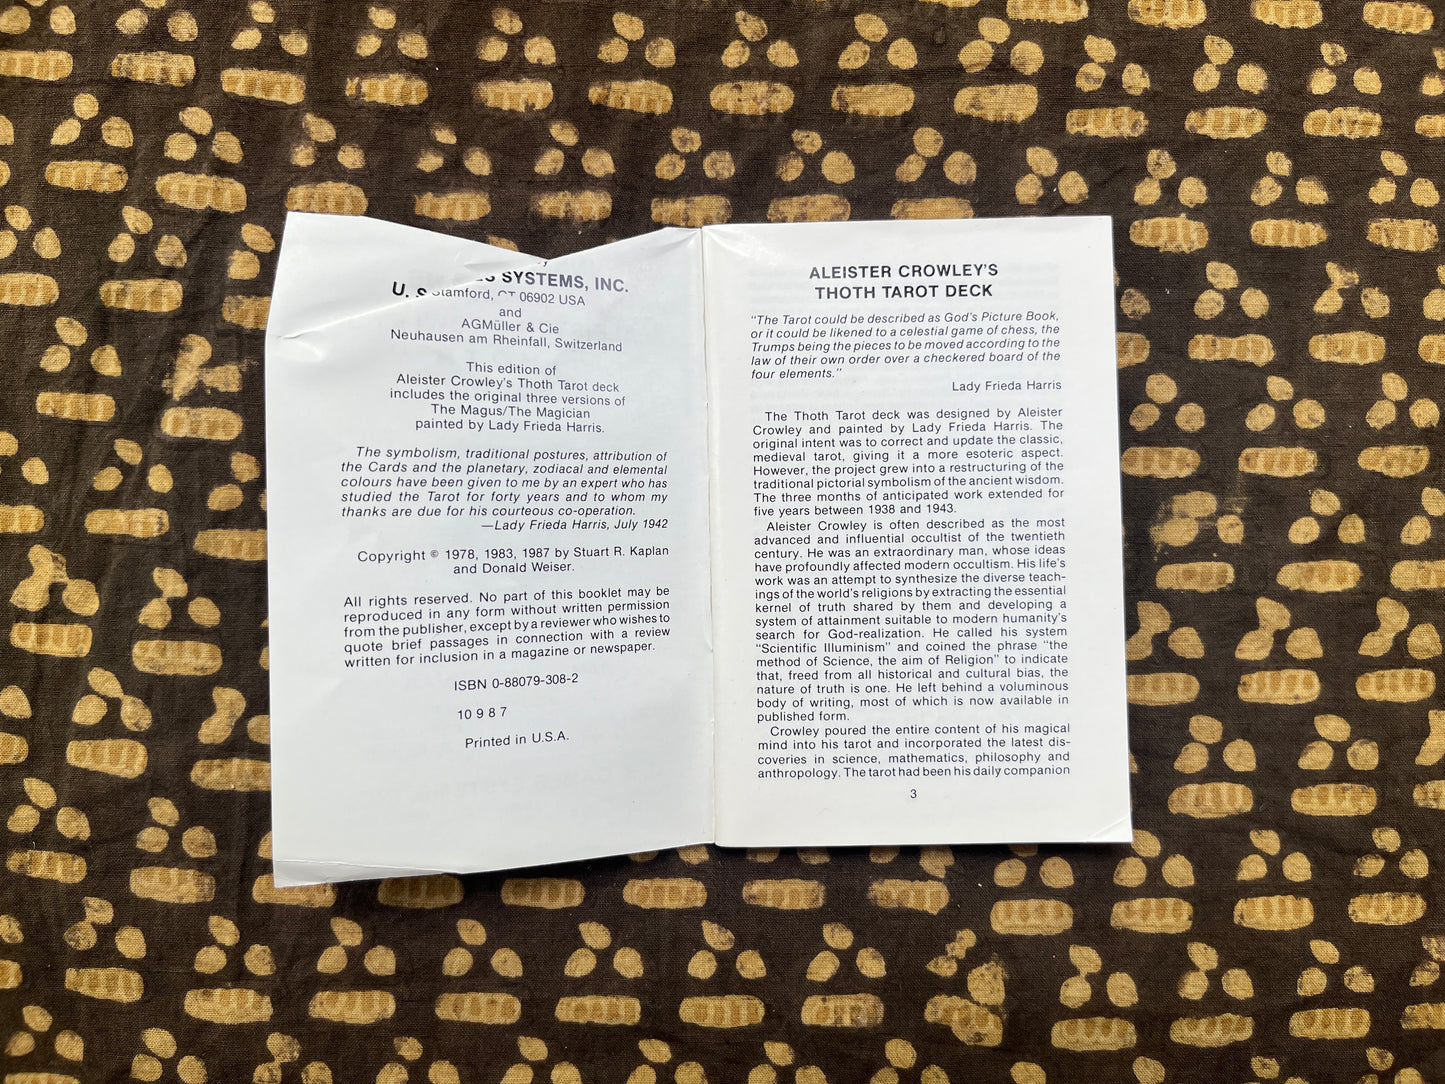 SYSTEMS, INC.
U. S
Stamford, CT 06902 USA
and
AGMüller & Cie
Neuhausen am Rheinfall, Switzerland
This edition of
Aleister Crowley's Thoth Tarot deck
includes the original three versions of
The Magus/The Magician
painted by Lady Frieda Harris.
The symbolism, traditional postures, attribution of
the Cards and the planetary, zodiacal and elemental
colours have been given to me by an expert who has
studied the Tarot for forty years and to whom my
thanks are due for his courteous co-operation.
—Lady Frieda Harris, July 1942
Copyright © 1978, 1983, 1987 by Stuart R. Kaplan
and Donald Weiser.
All rights reserved. No part of this booklet may be
reproduced in any form without written permission
from the publisher, except by a reviewer who wishes to
quote brief passages in connection with a review
written for inclusion in a magazine or newspaper.
ISBN 0-88079-308-2
10 9 8 7
Printed in U.S.A.
ALEISTER CROWLEY'S
THOTH TAROT DECK
"The Tarot could be described as God's Picture Book,
or it could be likened to a celestial game of chess, the
Trumps being the pieces to be moved according to the
law of their own order over a checkered board of the
four elements."
Lady Frieda Harris
The Thoth Tarot deck was designed by Aleister
Crowley and painted by Lady Frieda Harris. The
original intent was to correct and update the classic,
medieval tarot, giving it a more esoteric aspect.
However, the project grew into a restructuring of the
traditional pictorial symbolism of the ancient wisdom.
The three months of anticipated work extended for
five years between 1938 and 1943.
Aleister Crowley is often described as the most
advanced and influential occultist of the twentieth
century. He was an extraordinary man, whose ideas
have profoundly affected modern occultism. His life's
work was an attempt to synthesize the diverse teach-
ings of the world's religions by extracting the essential
kernel of truth shared by them and developing a
system of attainment suitable to modern humanity's
search for God-realization. He called his system
"Scientific Illuminism" and coined the phrase "the
method of Science, the aim of Religion" to indicate
that, freed from all historical and cultural bias, the
nature of truth is one. He left behind a voluminous
body of writing, most of which is now available in
published form.
Crowley poured the entire content of his magical
mind into his tarot and incorporated the latest dis-
coveries in science, mathematics, philosophy and
anthropology. The tarot had been his daily companion
3